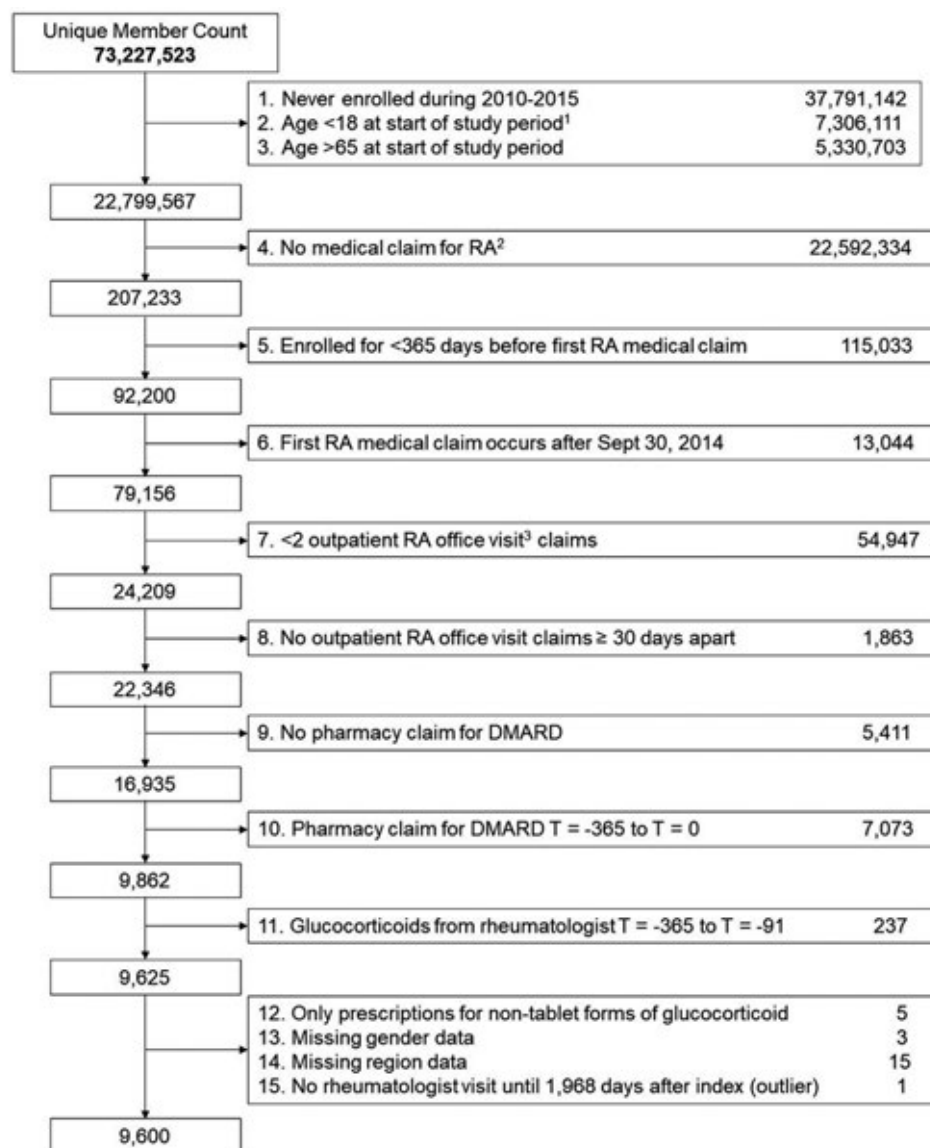 Unique Member Count
73,227,523
1. Never enrolled during 2010-2015 37,791,142
2. Age <18 at start of study period¹ 7,306,111
3. Age >65 at start of study period 5,330,703
22,799,567
4. No medical claim for RA² 22,592,334
207,233
5. Enrolled for <365 days before first RA medical claim 115,033
92,200
6. First RA medical claim occurs after Sept 30, 2014 13,044
79,156
7. <2 outpatient RA office visit³ claims 54,947
24,209
8. No outpatient RA office visit claims ≥ 30 days apart 1,863
22,346
9. No pharmacy claim for DMARD 5,411
16,935
10. Pharmacy claim for DMARD T = -365 to T = 0 7,073
9,862
11. Glucocorticoids from rheumatologist T = -365 to T = -91 237
9,625
12. Only prescriptions for non-tablet forms of glucocorticoid 5
13. Missing gender data 3
14. Missing region data 15
15. No rheumatologist visit until 1,968 days after index (outlier) 1
9,600